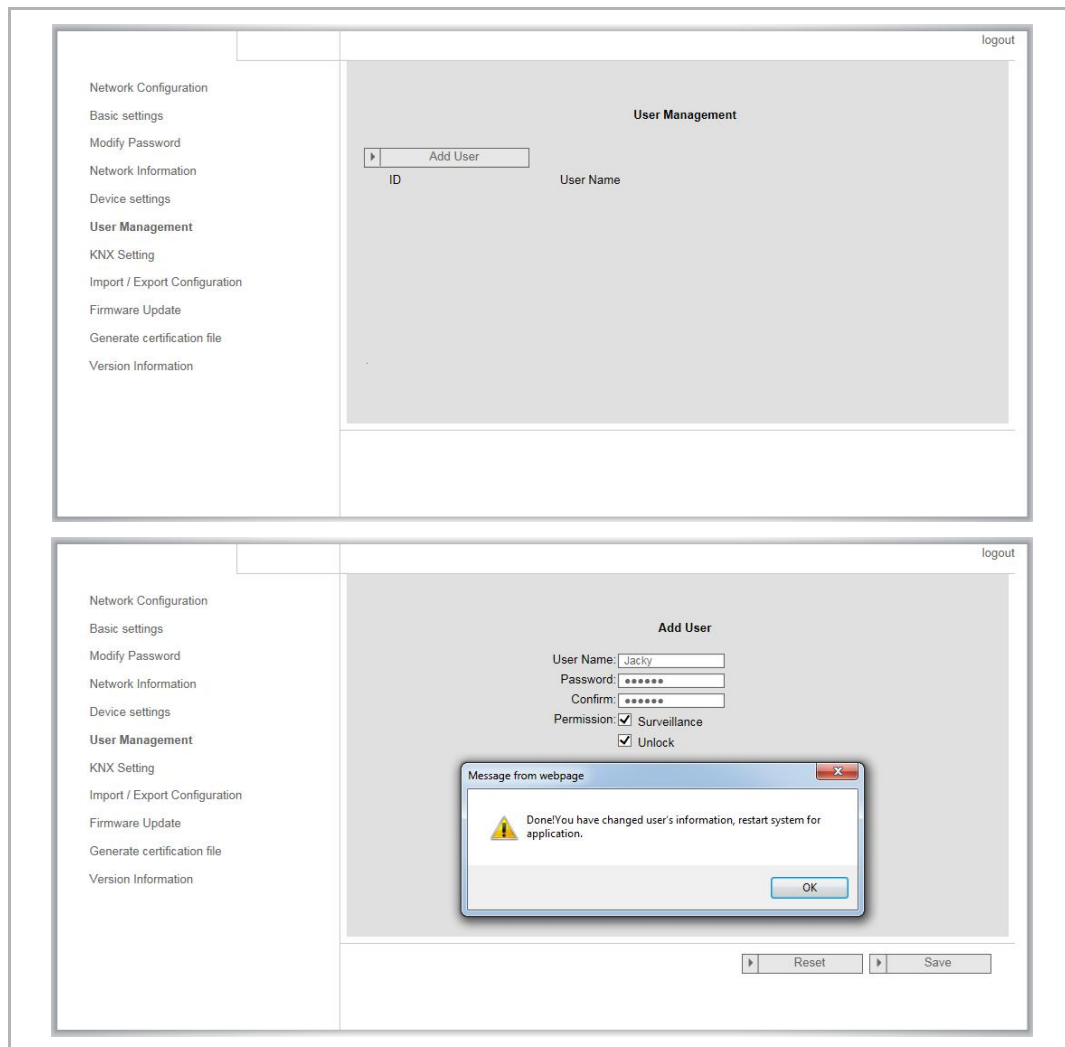 logout
Network Configuration
Basic settings
Modify Password
Network Information
Device settings
User Management
KNX Setting
Import / Export Configuration
Firmware Update
Generate certification file
Version Information
User Management
Add User
ID User Name
logout
Network Configuration
Basic settings
Modify Password
Network Information
Device settings
User Management
KNX Setting
Import / Export Configuration
Firmware Update
Generate certification file
Version Information
Add User
User Name: Jacky
Password: ●●●●●●
Confirm: ●●●●●●
Permission: Surveillance
Unlock
Message from webpage
Done!You have changed user's information, restart system for
application.
OK
Reset Save